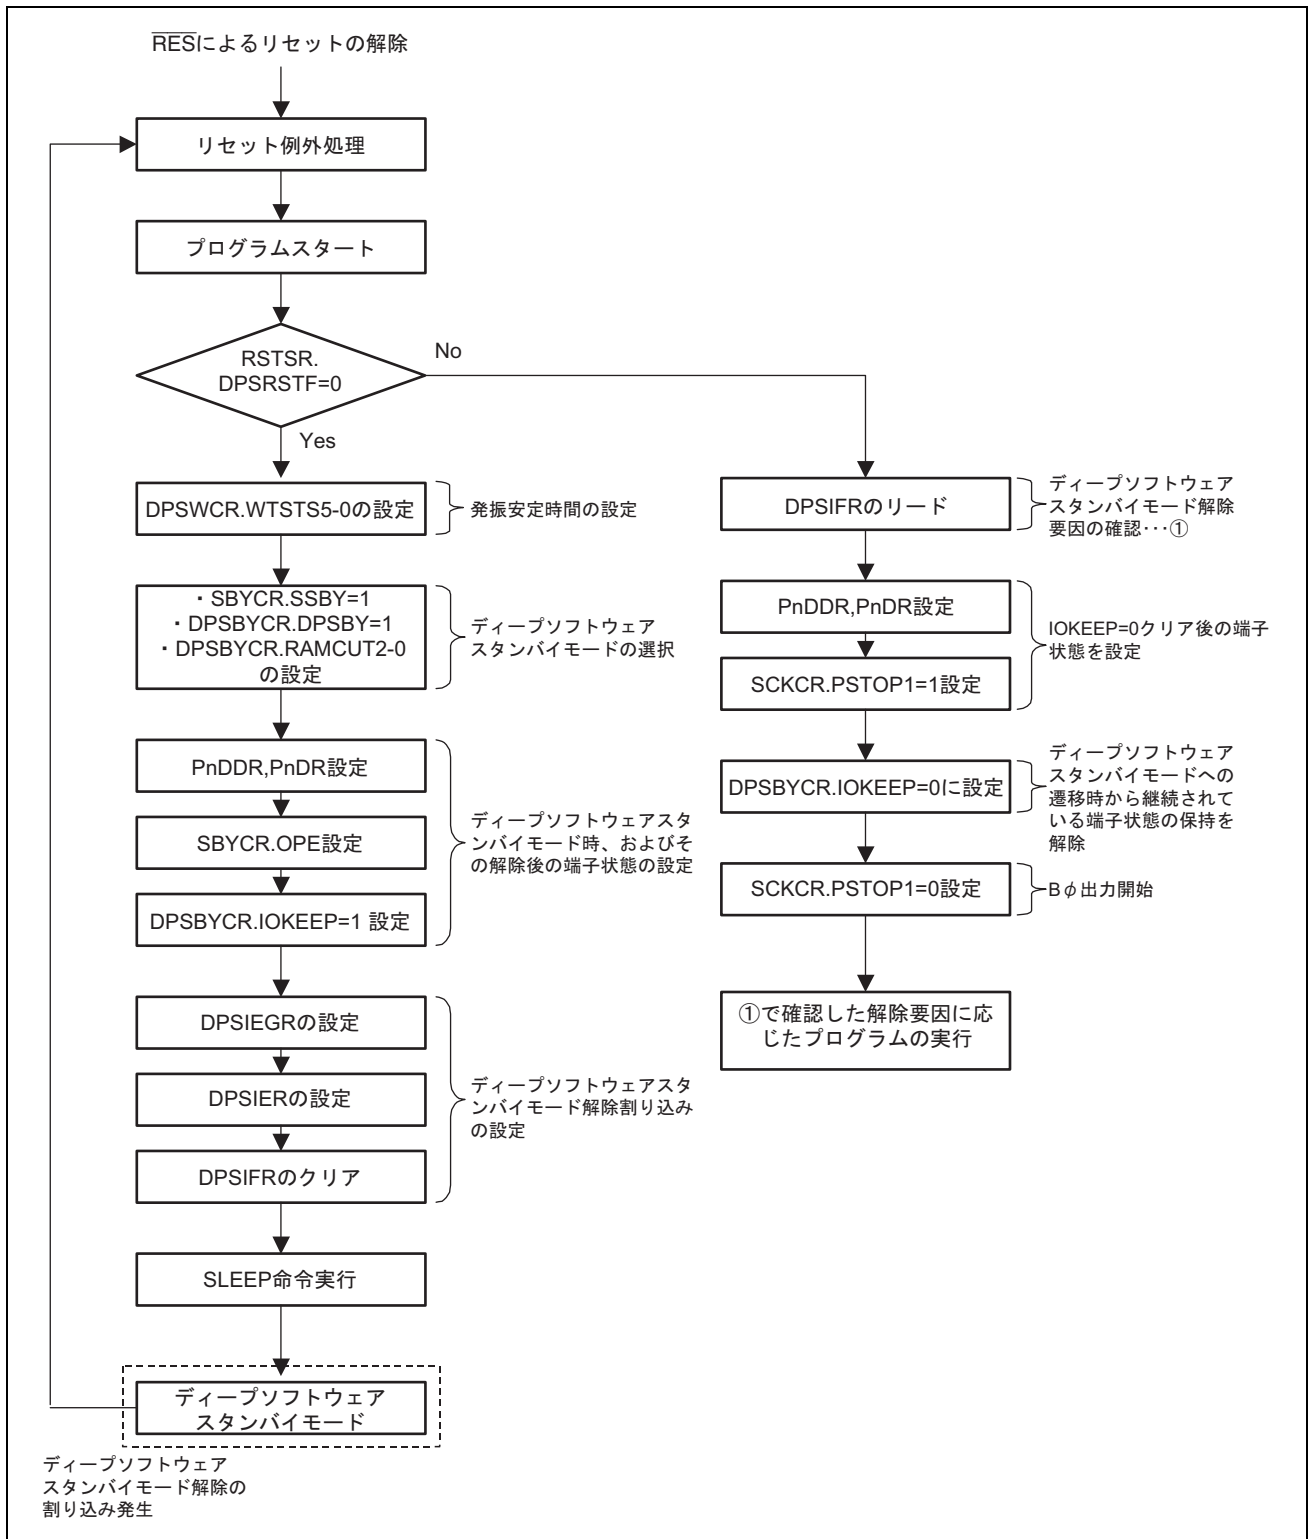 RESによるリセットの解除
リセット例外処理
プログラムスタート
RSTSR.
DPSRSTF=0
No
Yes
DPSWCR.WTSTS5-0の設定
発振安定時間の設定
・SBYCR.SSBY=1
・DPSBYCR.DPSBY=1
・DPSBYCR.RAMCUT2-0
の設定
ディープソフトウェア
スタンバイモードの選択
PnDDR,PnDR設定
SBYCR.OPE設定
DPSBYCR.IOKEEP=1 設定
ディープソフトウェアスタ
ンバイモード時、およびそ
の解除後の端子状態の設定
DPSIEGRの設定
DPSIERの設定
DPSIFRのクリア
ディープソフトウェアスタ
ンバイモード解除割り込み
の設定
SLEEP命令実行
ディープソフトウェア
スタンバイモード
ディープソフトウェア
スタンバイモード解除の
割り込み発生
DPSIFRのリード
ディープソフトウェア
スタンバイモード解除
要因の確認･･･①
PnDDR,PnDR設定
SCKCR.PSTOP1=1設定
IOKEEP=0クリア後の端子
状態を設定
DPSBYCR.IOKEEP=0に設定
ディープソフトウェア
スタンバイモードへの
遷移時から継続されて
いる端子状態の保持を
解除
SCKCR.PSTOP1=0設定
Bφ出力開始
①で確認した解除要因に応
じたプログラムの実行